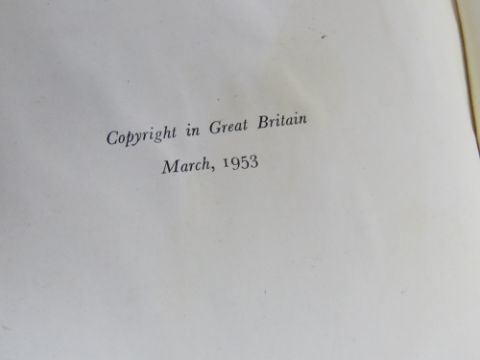 Copyright in Great Britain
March, 1953